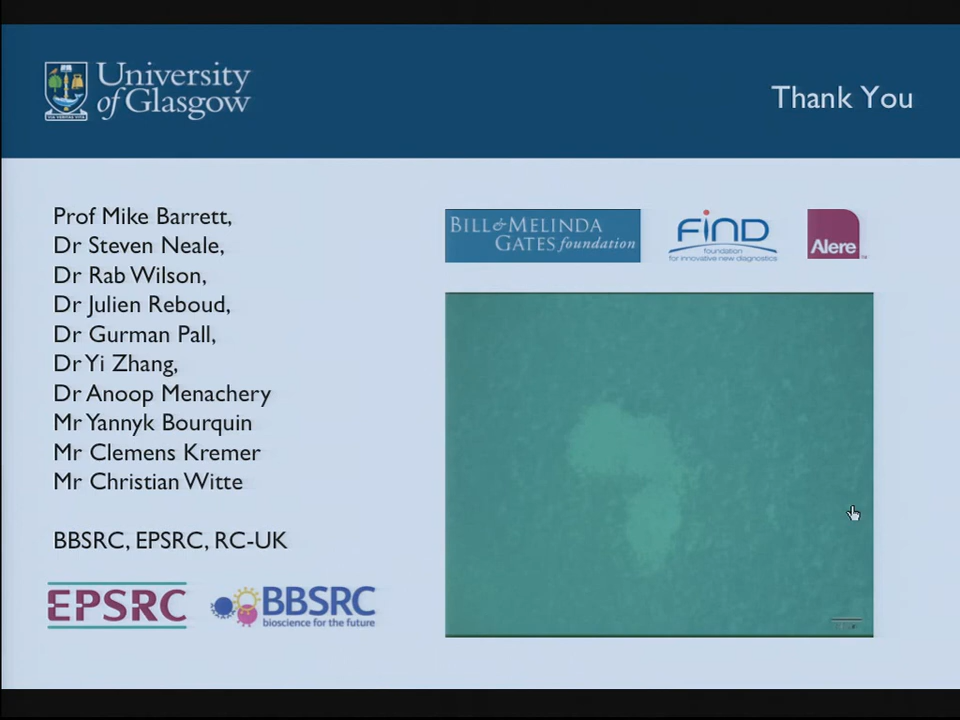 University
of Glasgow
Thank You
Prof Mike Barrett,
Dr Steven Neale,
Dr Rab Wilson,
Dr Julien Reboud,
Dr Gurman Pall,
Dr Yi Zhang,
Dr Anoop Menachery
Mr Yannyk Bourquin
Mr Clemens Kremer
Mr Christian Witte
BBSRC, EPSRC, RC-UK
EPSRC
BBSRC
bioscience for the future
BILL & MELINDA
GATES foundation
FIND
foundation
for innovative new diagnostics
Alere